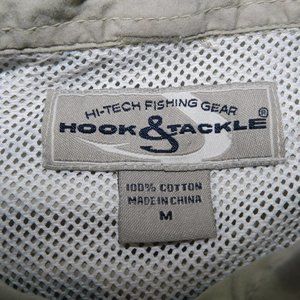 HI-TECH FISHING GEAR
HOOK & TACKLE ®
100% COTTON
MADE IN CHINA
M